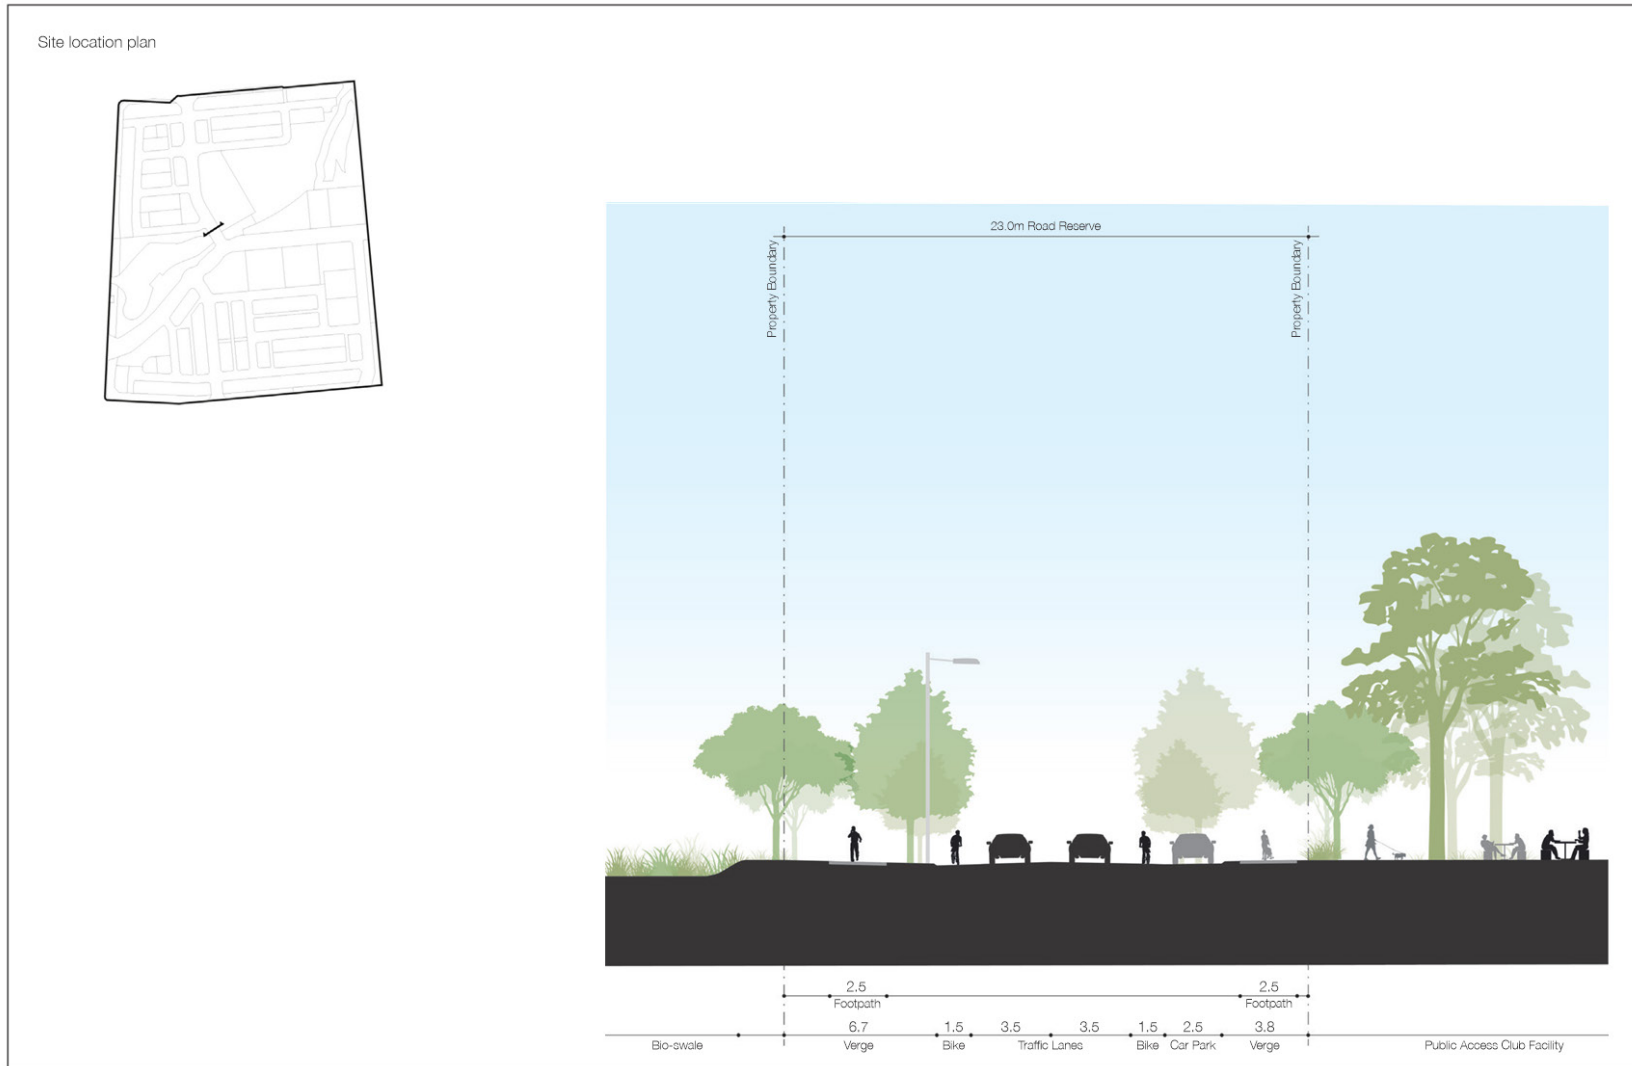 Site location plan
23.0m Road Reserve
Property Boundary
Property Boundary
2.5 2.5
Footpath Footpath
6.7 1.5 3.5 3.5 1.5 2.5 3.8
Bio-swale Verge Bike Traffic Lanes Bike Car Park Verge Public Access Club Facility